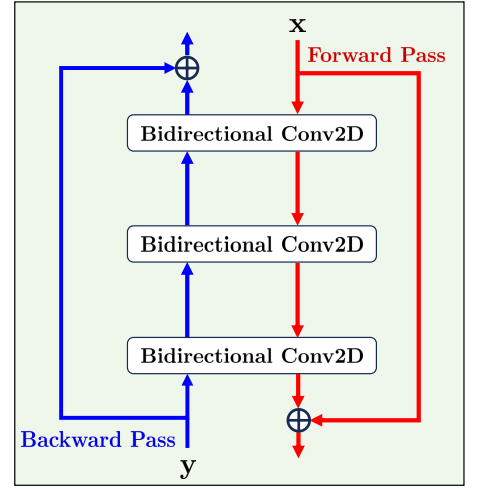 x
Forward Pass
Bidirectional Conv2D
Bidirectional Conv2D
Bidirectional Conv2D
Backward Pass
y